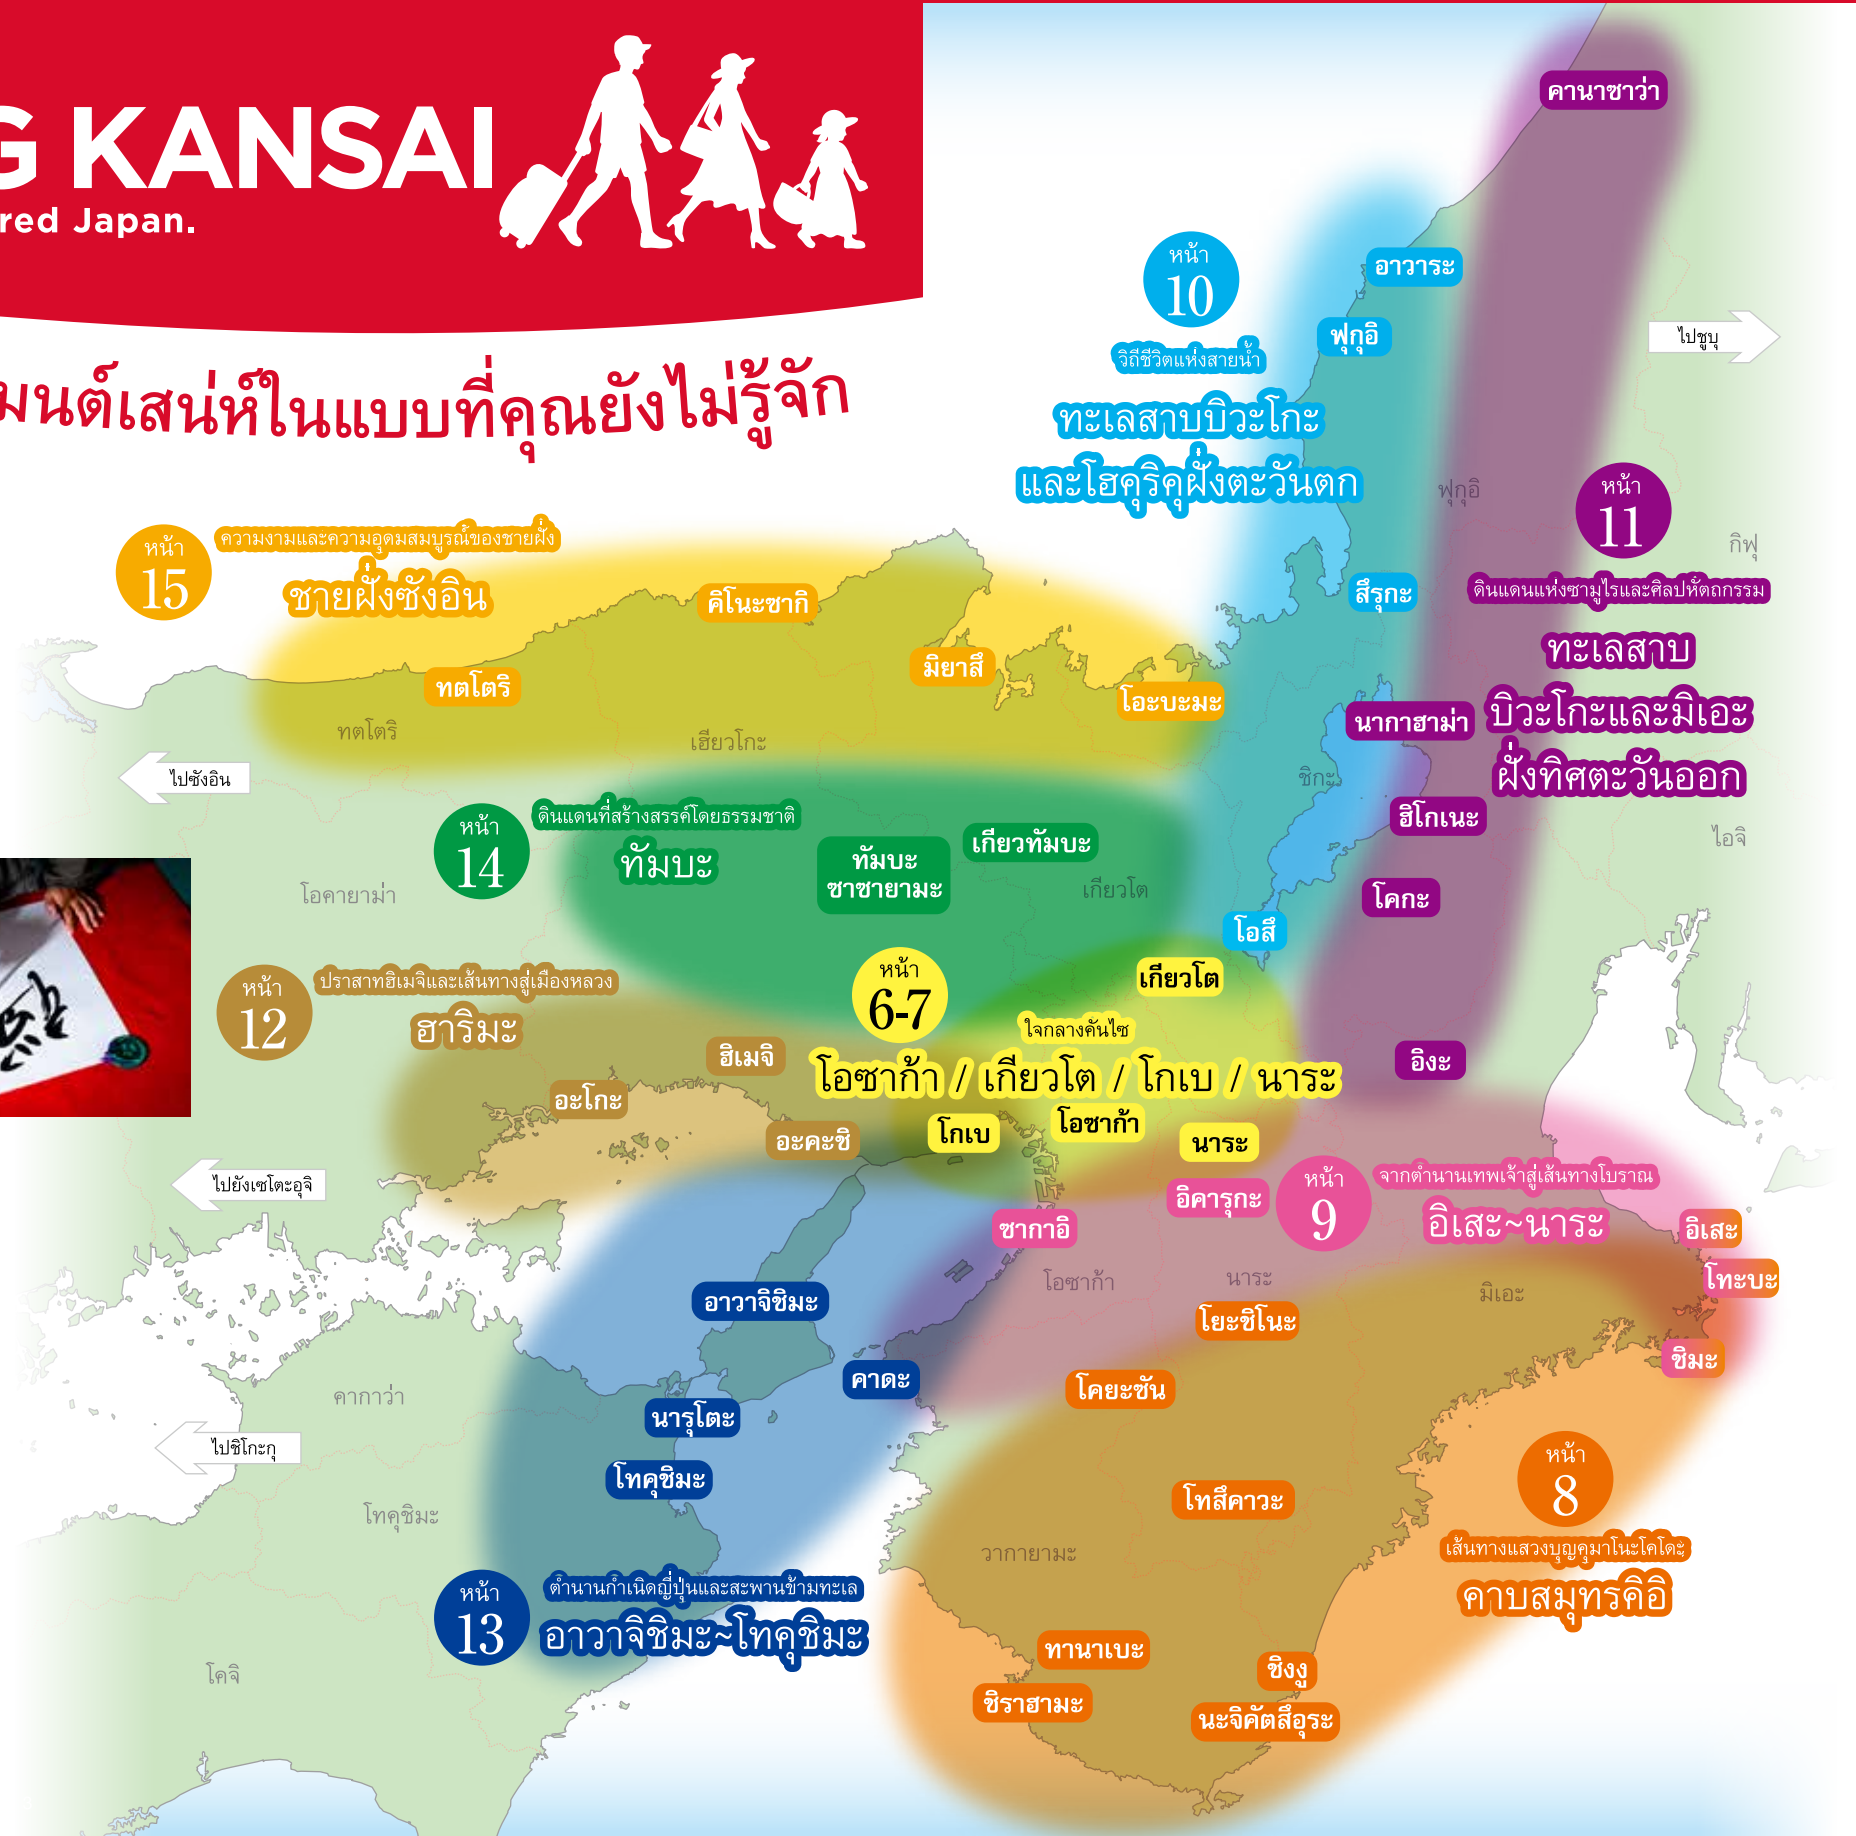 G KANSAI
red Japan.
มนต์เสน่ห์ในแบบที่คุณยังไม่รู้จัก
คานาซาว่า
หน้า
10
วิถีชีวิตแห่งสายน้ำ
ทะเลสาบบิวะโกะ
และโฮคุริคุฝั่งตะวันตก
อาวาระ
ฟุกุอิ
ไปชูบุ
ฟุกุอิ
หน้า
11
กิฟุ
ดินแดนแห่งซามูไรและศิลปหัตถกรรม
ทะเลสาบ
บิวะโกะและมิเอะ
ฝั่งทิศตะวันออก
หน้า
15
ความงามและความอุดมสมบูรณ์ของชายฝั่ง
ชายฝั่งซังอิน
คิโนะซากิ
สึรุกะ
มิยาสึ
ทตโตริ
โอะบะมะ
ทตโตริ
เฮียวโกะ
นากาฮาม่า
ชิกะ
ไปซังอิน
ฮิโกเนะ
ไอจิ
หน้า
14
ดินแดนที่สร้างสรรค์โดยธรรมชาติ
ทัมบะ
ทัมบะ
ซาซายามะ
เกียวทัมบะ
เกียวโต
โอคายาม่า
โคกะ
โอสึ
หน้า
12
ปราสาทฮิเมจิและเส้นทางสู่เมืองหลวง
ฮาริมะ
หน้า
6-7
เกียวโต
ใจกลางคันไซ
โอซาก้า / เกียวโต / โกเบ / นาระ
ฮิเมจิ
อิงะ
อะโกะ
อะคะชิ
โกเบ
โอซาก้า
นาระ
ไปยังเซโตะอุจิ
หน้า
9
จากตำนานเทพเจ้าสู่เส้นทางโบราณ
อิเสะ~นาระ
อิคารุกะ
ซากาอิ
อิเสะ
โทะบะ
โอซาก้า
นาระ
มิเอะ
อาวาจิชิมะ
โยะชิโนะ
ชิมะ
คาดะ
โคยะซัน
คากาว่า
นารุโตะ
ไปชิโกะกุ
โทคุชิมะ
โทสึคาวะ
หน้า
8
เส้นทางแสวงบุญคุมาโนะโคโดะ
คาบสมุทรคิอิ
โทคุชิมะ
วากายามะ
หน้า
13
ตำนานกำเนิดญี่ปุ่นและสะพานข้ามทะเล
อาวาจิชิมะ~โทคุชิมะ
โคจิ
ทานาเบะ
ชิงงู
ชิราฮามะ
นะจิคัตสึอุระ